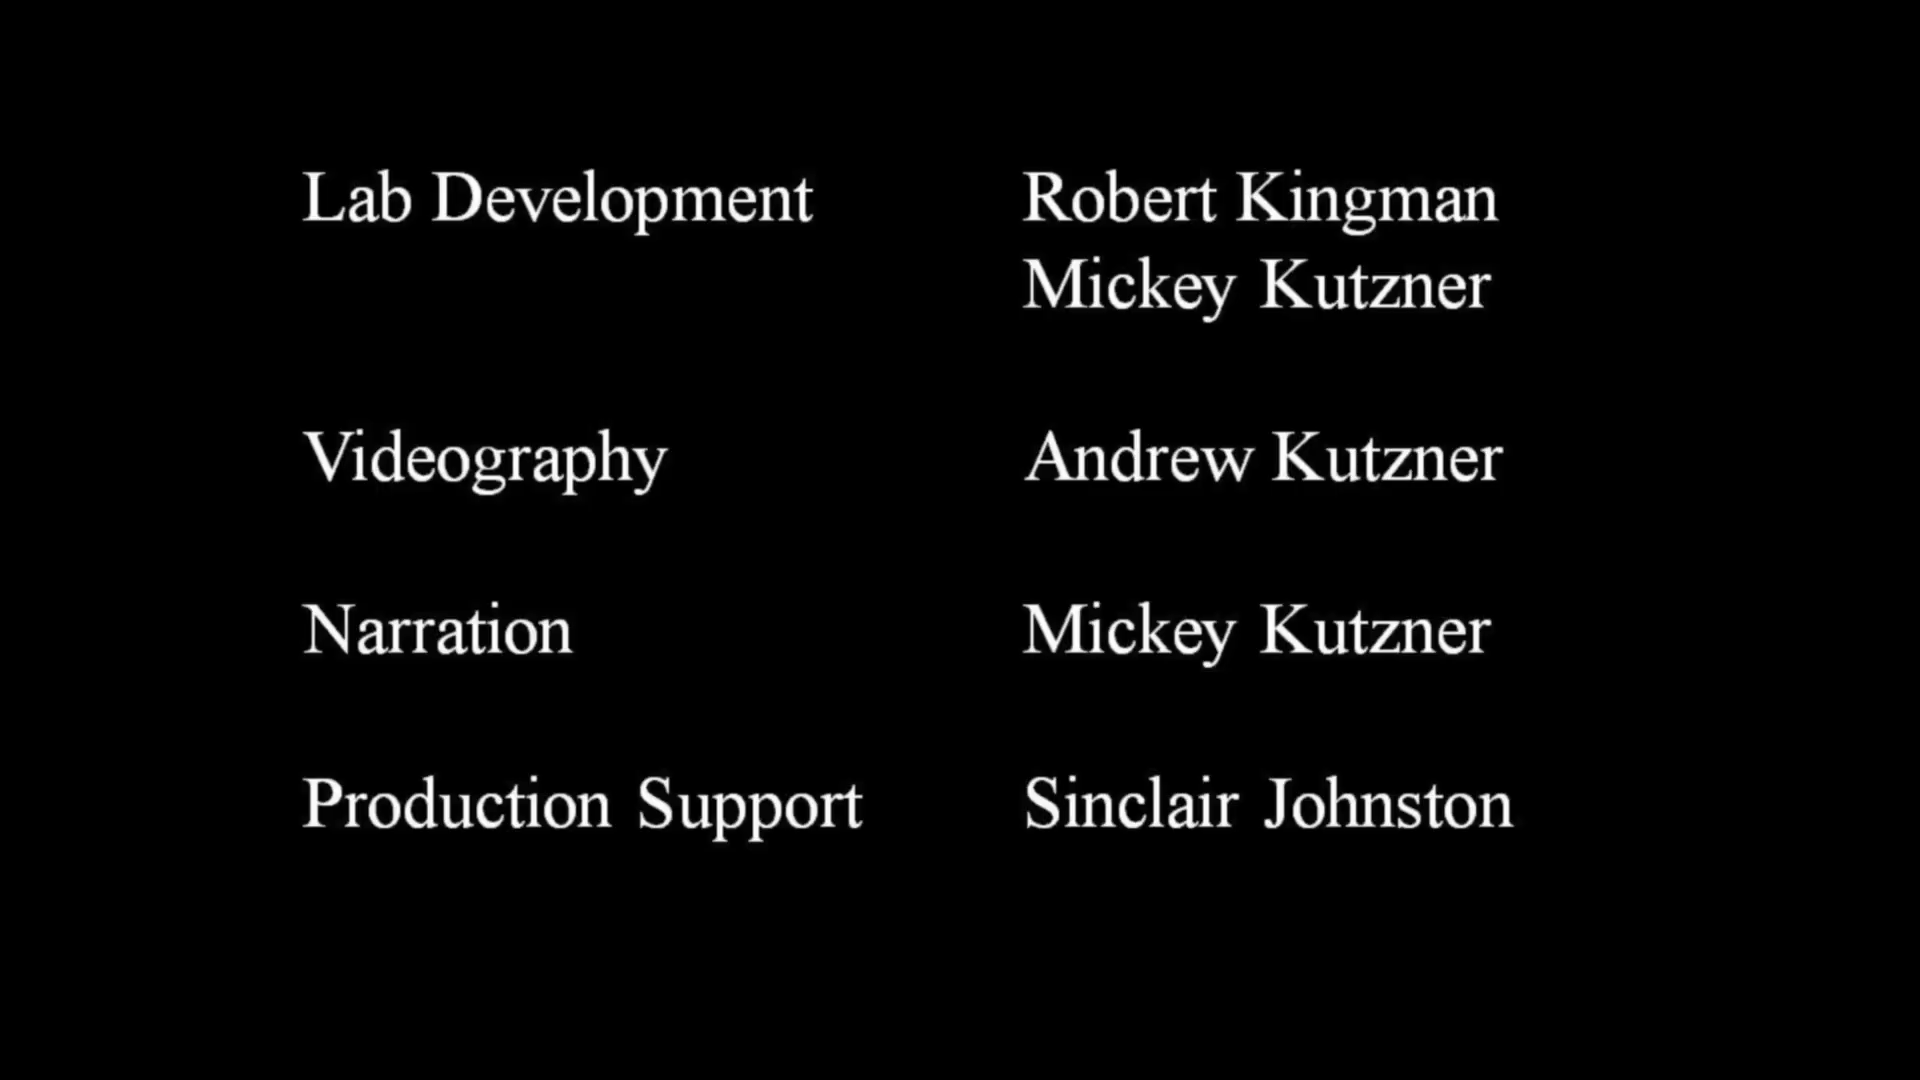 Lab Development Robert Kingman
Mickey Kutzner
Videography Andrew Kutzner
Narration Mickey Kutzner
Production Support Sinclair Johnston